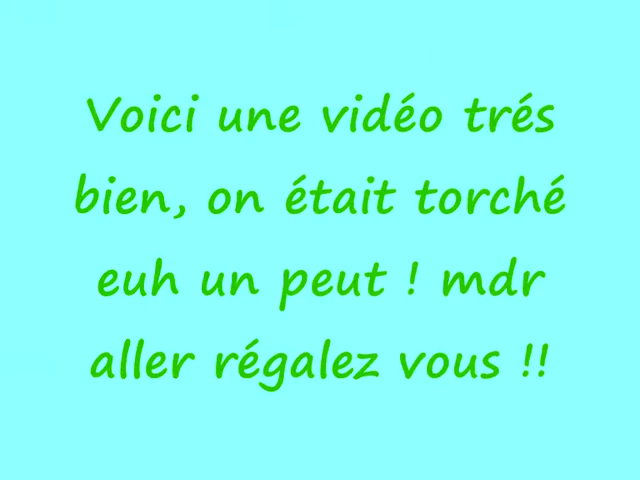 Voici une vidéo trés
bien, on était torché
euh un peut ! mdr
aller régalez vous !!